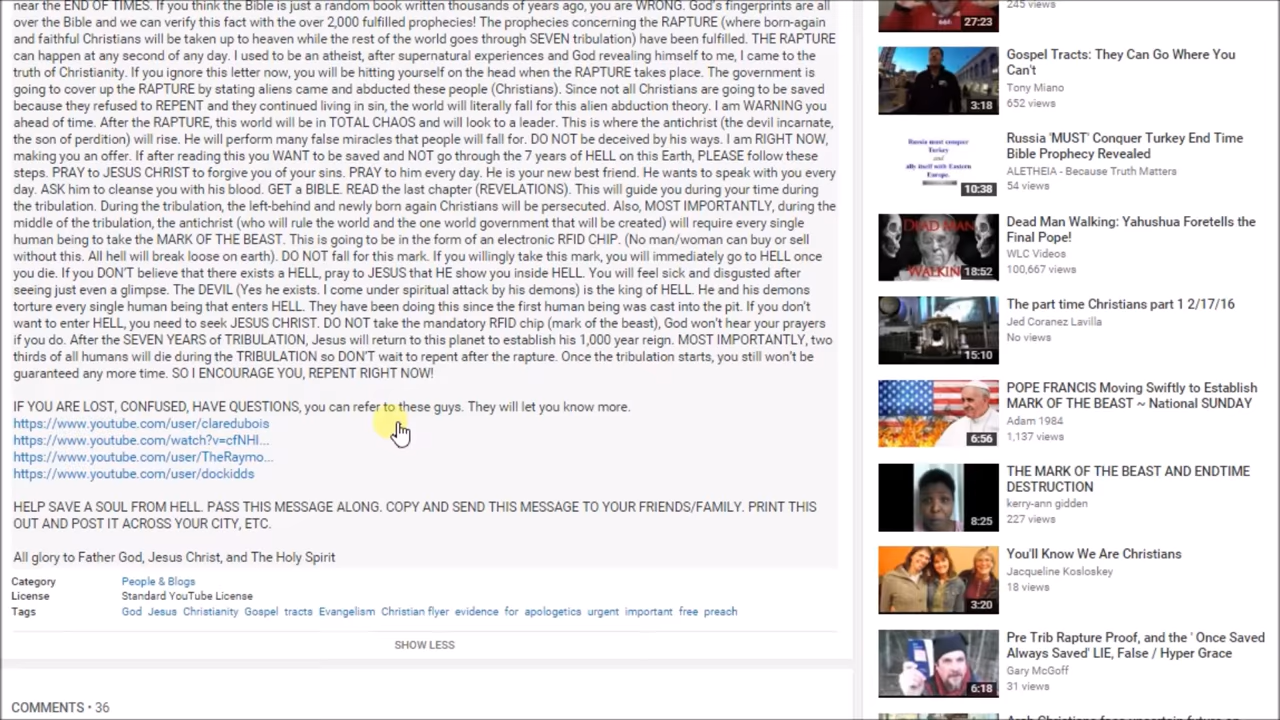 near the END OF TIMES. If you think the Bible is just a random book written thousands of years ago, you are WRONG. God's fingerprints are all
over the Bible and we can verify this fact with the over 2,000 fulfilled prophecies! The prophecies concerning the RAPTURE (where born-again
and faithful Christians will be taken up to heaven while the rest of the world goes through SEVEN tribulation) have been fulfilled. THE RAPTURE
can happen at any second of any day. I used to be an atheist, after supernatural experiences and God revealing himself to me, I came to the
truth of Christianity. If you ignore this letter now, you will be hitting yourself on the head when the RAPTURE takes place. The government is
going to cover up the RAPTURE by stating aliens came and abducted these people (Christians). Since not all Christians are going to be saved
because they refused to REPENT and they continued living in sin, the world will literally fall for this alien abduction theory. I am WARNING you
ahead of time. After the RAPTURE, this world will be in TOTAL CHAOS and will look to a leader. This is where the antichrist (the devil incarnate,
the son of perdition) will rise. He will perform many false miracles that people will fall for. DO NOT be deceived by his ways. I am RIGHT NOW,
making you an offer. If after reading this you WANT to be saved and NOT go through the 7 years of HELL on this Earth, PLEASE follow these
steps. PRAY to JESUS CHRIST to forgive you of your sins. PRAY to him every day. He is your new best friend. He wants to speak with you every
day. ASK him to cleanse you with his blood. GET A BIBLE. READ the last chapter (REVELATIONS). This will guide you during your time during
the tribulation. During the tribulation, the left-behind and newly born again Christians will be persecuted. Also, MOST IMPORTANTLY, during the
middle of the tribulation, the antichrist (who will rule the world and the one world government that will be created) will require every single
human being to take the MARK OF THE BEAST. This is going to be in the form of an electronic RFID CHIP. (No man/woman can buy or sell
without this. All hell will break loose on earth). DO NOT fall for this mark. If you willingly take this mark, you will immediately go to HELL once
you die. If you DON'T believe that there exists a HELL, pray to JESUS that HE show you inside HELL. You will feel sick and disgusted after
seeing just even a glimpse. The DEVIL (Yes he exists. I come under spiritual attack by his demons) is the king of HELL. He and his demons
torture every single human being that enters HELL. They have been doing this since the first human being was cast into the pit. If you don't
want to enter HELL, you need to seek JESUS CHRIST. DO NOT take the mandatory RFID chip (mark of the beast), God won't hear your prayers
if you do. After the SEVEN YEARS of TRIBULATION, Jesus will return to this planet to establish his 1,000 year reign. MOST IMPORTANTLY, two
thirds of all humans will die during the TRIBULATION so DON'T wait to repent after the rapture. Once the tribulation starts, you still won't be
guaranteed any more time. SO I ENCOURAGE YOU, REPENT RIGHT NOW!
IF YOU ARE LOST, CONFUSED, HAVE QUESTIONS, you can refer to these guys. They will let you know more.
https://www.youtube.com/user/claredubois
https://www.youtube.com/watch?v=cfNHI...
https://www.youtube.com/user/TheRaymo...
https://www.youtube.com/user/dockidds
HELP SAVE A SOUL FROM HELL. PASS THIS MESSAGE ALONG. COPY AND SEND THIS MESSAGE TO YOUR FRIENDS/FAMILY. PRINT THIS
OUT AND POST IT ACROSS YOUR CITY, ETC.
All glory to Father God, Jesus Christ, and The Holy Spirit
Category People & Blogs
License Standard YouTube License
Tags God Jesus Christianity Gospel tracts Evangelism Christian flyer evidence for apologetics urgent important free preach
SHOW LESS
COMMENTS • 36
245 views
27:23
Gospel Tracts: They Can Go Where You
Can't
Tony Miano
652 views
3:18
Russia must conquer
Turkey
and
ally itself with Eastern
Europe.
10:38
Russia 'MUST' Conquer Turkey End Time
Bible Prophecy Revealed
ALETHEIA - Because Truth Matters
54 views
DEAD MAN
WALKIN
18:52
Dead Man Walking: Yahushua Foretells the
Final Pope!
WLC Videos
100,667 views
15:10
The part time Christians part 1 2/17/16
Jed Coranez Lavilla
No views
6:56
POPE FRANCIS Moving Swiftly to Establish
MARK OF THE BEAST ~ National SUNDAY
Adam 1984
1,137 views
8:25
THE MARK OF THE BEAST AND ENDTIME
DESTRUCTION
kerry-ann gidden
227 views
3:20
You'll Know We Are Christians
Jacqueline Kosloskey
18 views
6:18
Pre Trib Rapture Proof, and the ' Once Saved
Always Saved' LIE, False / Hyper Grace
Gary McGoff
31 views